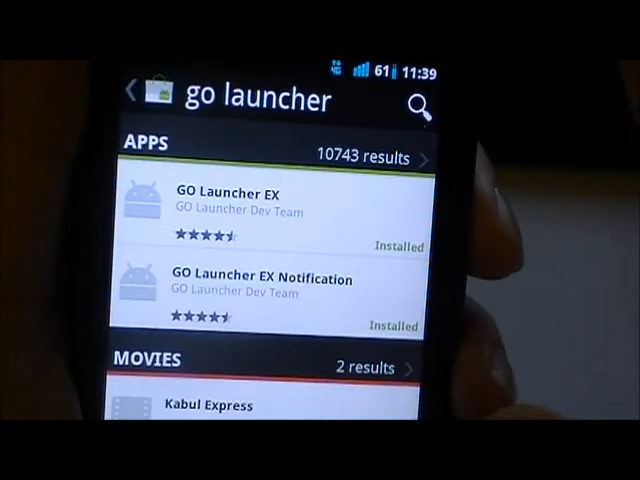 4G 61 11:39
go launcher
APPS 10743 results
GO Launcher EX
GO Launcher Dev Team
Installed
GO Launcher EX Notification
GO Launcher Dev Team
Installed
MOVIES 2 results
Kabul Express